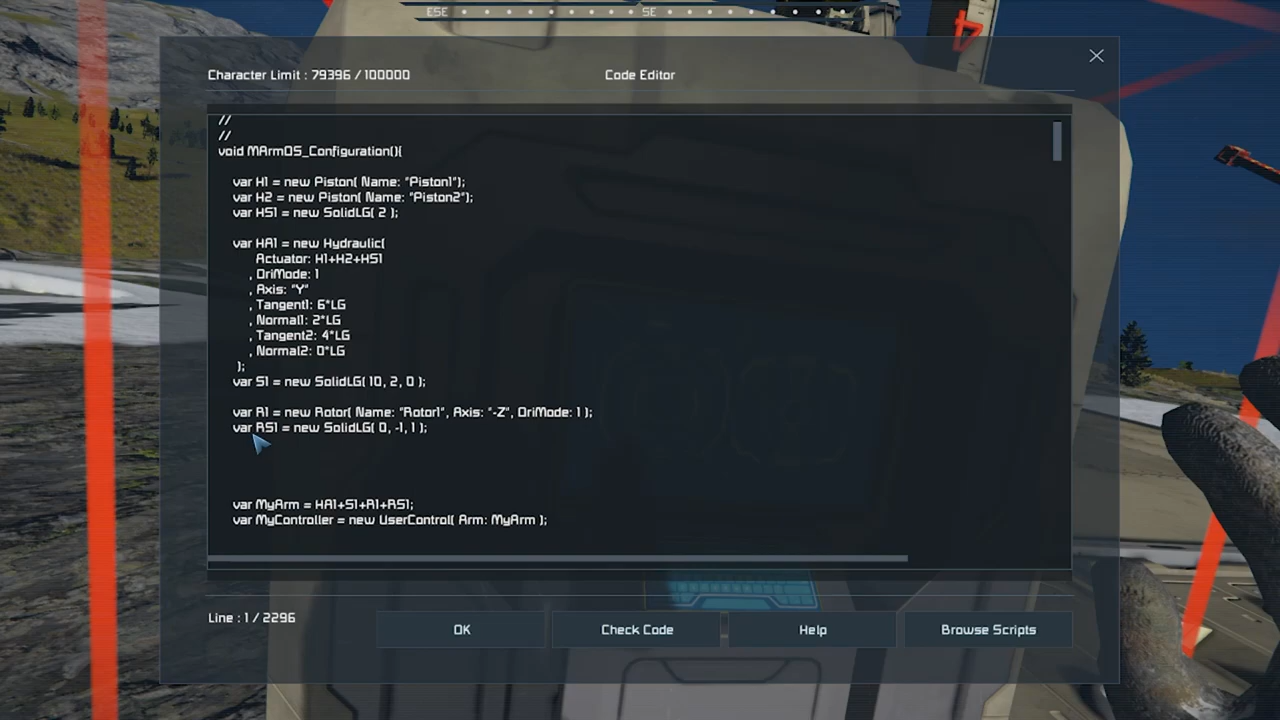 ESE SE
4
Character Limit : 79396 / 100000
Code Editor
//
//
void MArmOS_Configuration(){
var H1 = new Piston( Name: "Piston1");
var H2 = new Piston( Name: "Piston2");
var HS1 = new SolidLG( 2 );
var HA1 = new Hydraulic(
Actuator: H1+H2+HS1
, OriMode: 1
, Axis: "Y"
, Tangent1: 6*LG
, Normal1: 2*LG
, Tangent2: 4*LG
, Normal2: 0*LG
);
var S1 = new SolidLG( 10, 2, 0 );
var R1 = new Rotor( Name: "Rotor1", Axis: "-Z", OriMode: 1 );
var RS1 = new SolidLG( 0, -1, 1 );
var MyArm = HA1+S1+R1+RS1;
var MyController = new UserControl( Arm: MyArm );
Line : 1 / 2296
OK
Check Code
Help
Browse Scripts